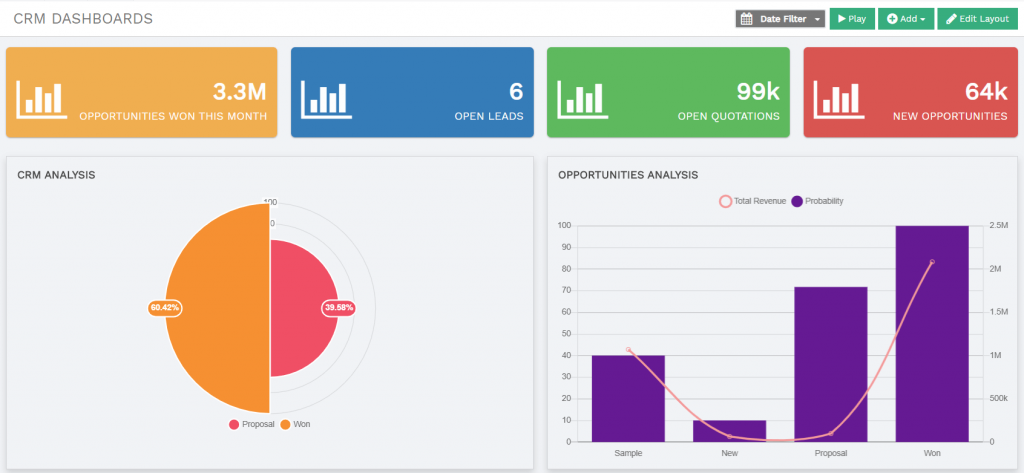 CRM DASHBOARDS
Date Filter
Play
Add
Edit Layout
3.3M
OPPORTUNITIES WON THIS MONTH
6
OPEN LEADS
99k
OPEN QUOTATIONS
64k
NEW OPPORTUNITIES
CRM ANALYSIS
100
60.42%
39.58%
Proposal Won
OPPORTUNITIES ANALYSIS
Total Revenue Probability
100 2.5M
90
80 2M
70
60 1.5M
50
40 1M
30
20 500k
10
0 0
Sample New Proposal Won